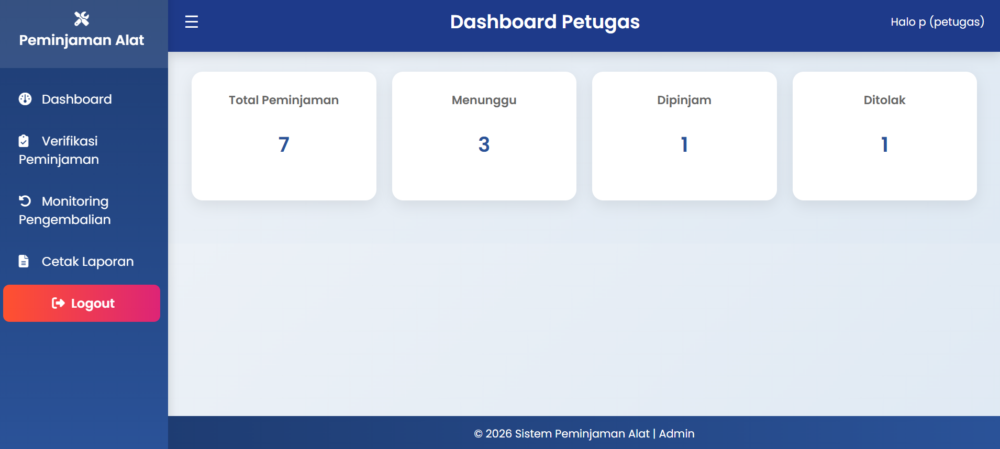 Peminjaman Alat
Dashboard
Verifikasi
Peminjaman
Monitoring
Pengembalian
Cetak Laporan
Logout
Dashboard Petugas
Halo p (petugas)
Total Peminjaman
7
Menunggu
3
Dipinjam
1
Ditolak
1
© 2026 Sistem Peminjaman Alat | Admin